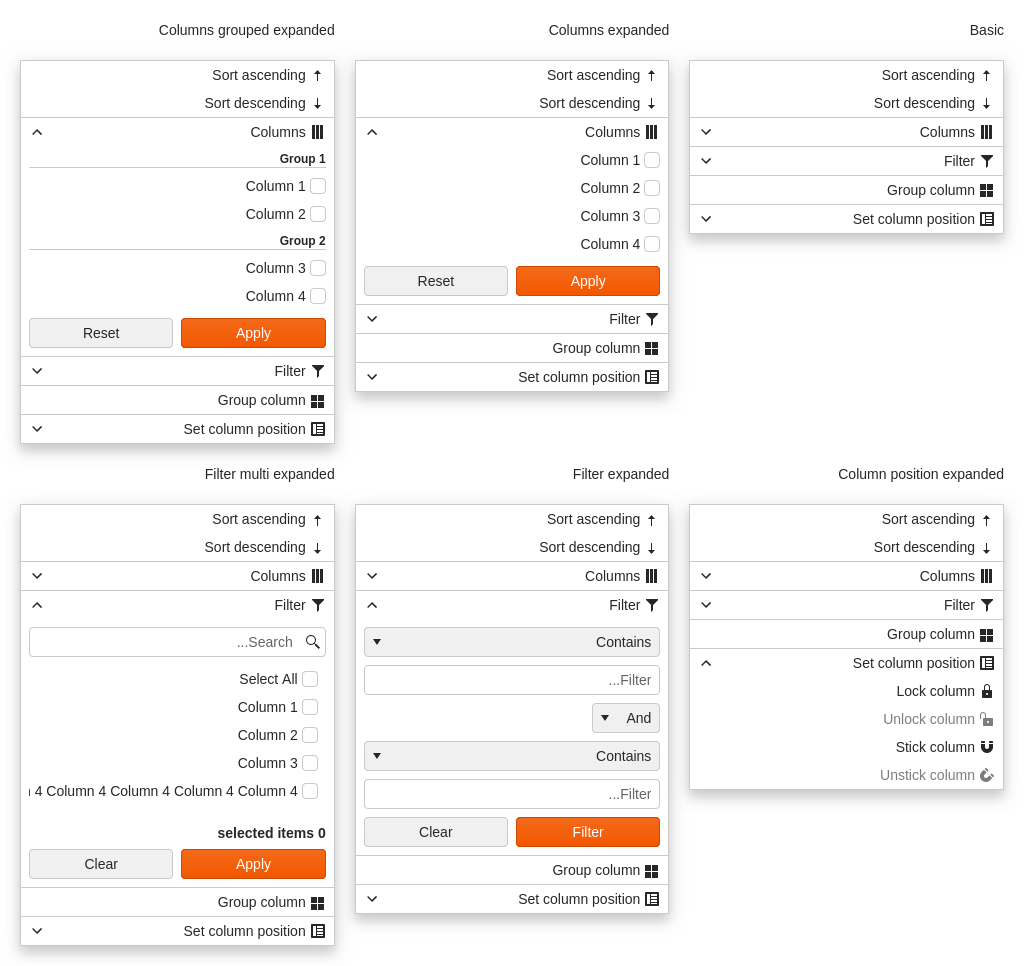 Columns grouped expanded
Sort ascending
Sort descending
Columns
Group 1
Column 1
Column 2
Group 2
Column 3
Column 4
Reset
Apply
Filter
Group column
Set column position
Columns expanded
Sort ascending
Sort descending
Columns
Column 1
Column 2
Column 3
Column 4
Reset
Apply
Filter
Group column
Set column position
Basic
Sort ascending
Sort descending
Columns
Filter
Group column
Set column position
Filter multi expanded
Sort ascending
Sort descending
Columns
Filter
...Search
Select All
Column 1
Column 2
Column 3
4 Column 4 Column 4 Column 4 Column 4
selected items 0
Clear
Apply
Group column
Set column position
Filter expanded
Sort ascending
Sort descending
Columns
Filter
Contains
...Filter
And
Contains
...Filter
Clear
Filter
Group column
Set column position
Column position expanded
Sort ascending
Sort descending
Columns
Filter
Group column
Set column position
Lock column
Unlock column
Stick column
Unstick column